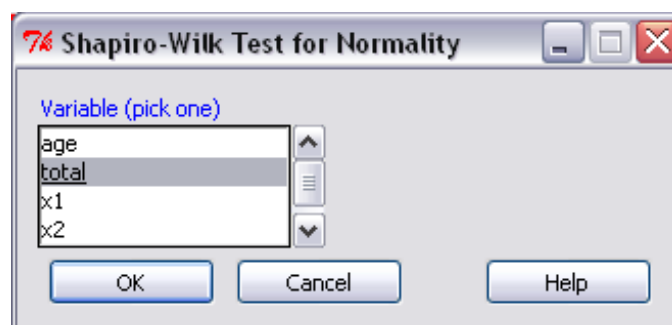 Shapiro-Wilk Test for Normality
Variable (pick one)
age
total
x1
x2
OK Cancel Help